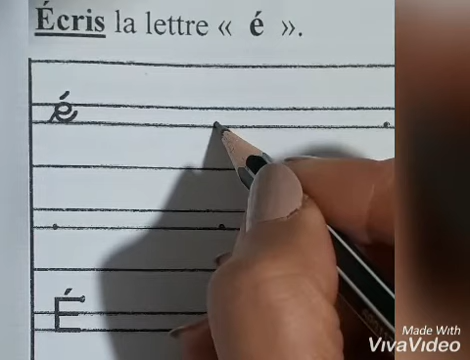 Écris la lettre « é ».
é
É
Made With
VivaVideo